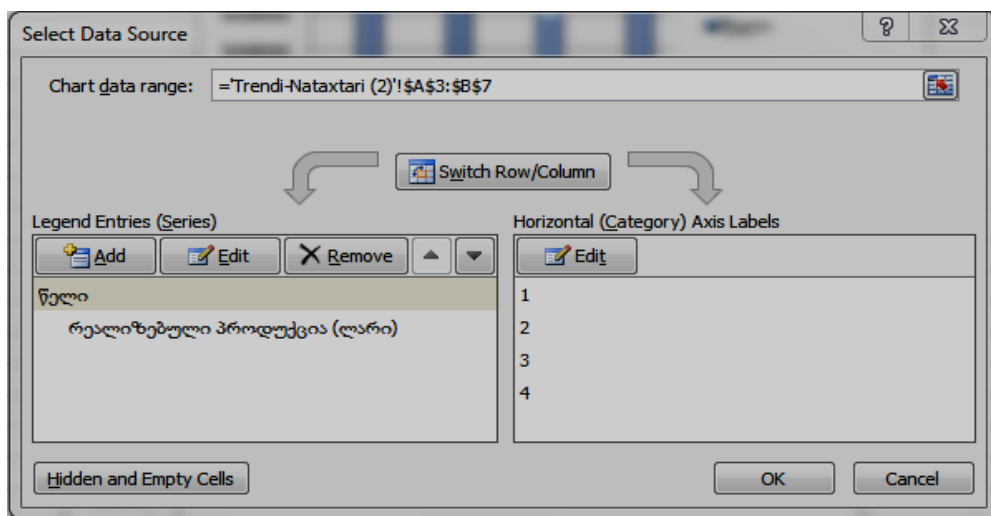 Select Data Source
Chart data range: ='Trendi-Nataxtari (2)'!$A$3:$B$7
Switch Row/Column
Legend Entries (Series)
Add Edit Remove
წელი
რეალიზებული პროდუქცია (ლარი)
Horizontal (Category) Axis Labels
Edit
1
2
3
4
Hidden and Empty Cells
OK Cancel